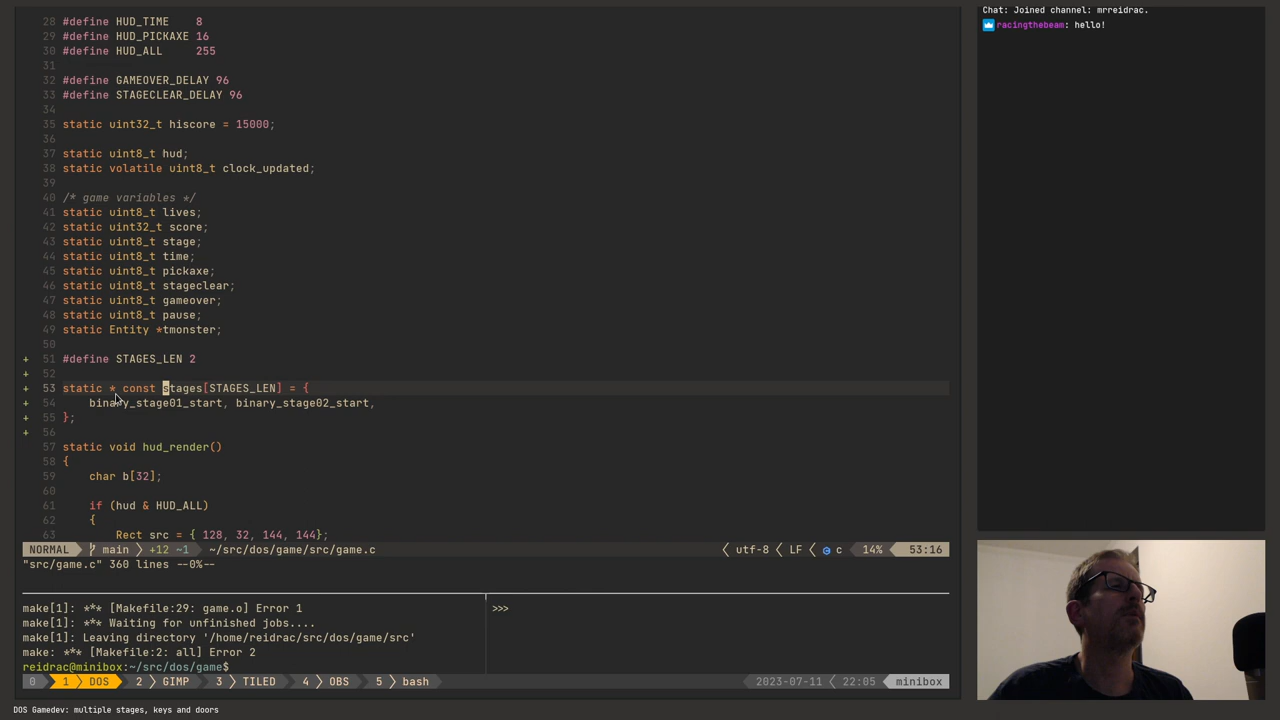 28 #define HUD_TIME    8
29 #define HUD_PICKAXE 16
30 #define HUD_ALL     255
31
32 #define GAMEOVER_DELAY 96
33 #define STAGECLEAR_DELAY 96
34
35 static uint32_t hiscore = 15000;
36
37 static uint8_t hud;
38 static volatile uint8_t clock_updated;
39
40 /* game variables */
41 static uint8_t lives;
42 static uint32_t score;
43 static uint8_t stage;
44 static uint8_t time;
45 static uint8_t pickaxe;
46 static uint8_t stageclear;
47 static uint8_t gameover;
48 static uint8_t pause;
49 static Entity *tmonster;
50
+ 51 #define STAGES_LEN 2
+ 52
+ 53 static * const stages[STAGES_LEN] = {
+ 54     binary_stage01_start, binary_stage02_start,
+ 55 };
+ 56
57 static void hud_render()
58 {
59     char b[32];
60
61     if (hud & HUD_ALL)
62     {
63         Rect src = { 128, 32, 144, 144};
NORMAL main +12 ~1 ~/src/dos/game/src/game.c utf-8 LF c 14% 53:16
"src/game.c" 360 lines --0%--
make[1]: *** [Makefile:29: game.o] Error 1
make[1]: *** Waiting for unfinished jobs....
make[1]: Leaving directory '/home/reidrac/src/dos/game/src'
make: *** [Makefile:2: all] Error 2
reidrac@minibox:~/src/dos/game$
>>>
0 1 DOS 2 GIMP 3 TILED 4 OBS 5 bash 2023-07-11 22:05 minibox
DOS Gamedev: multiple stages, keys and doors
Chat: Joined channel: mrreidrac.
racingthebeam: hello!